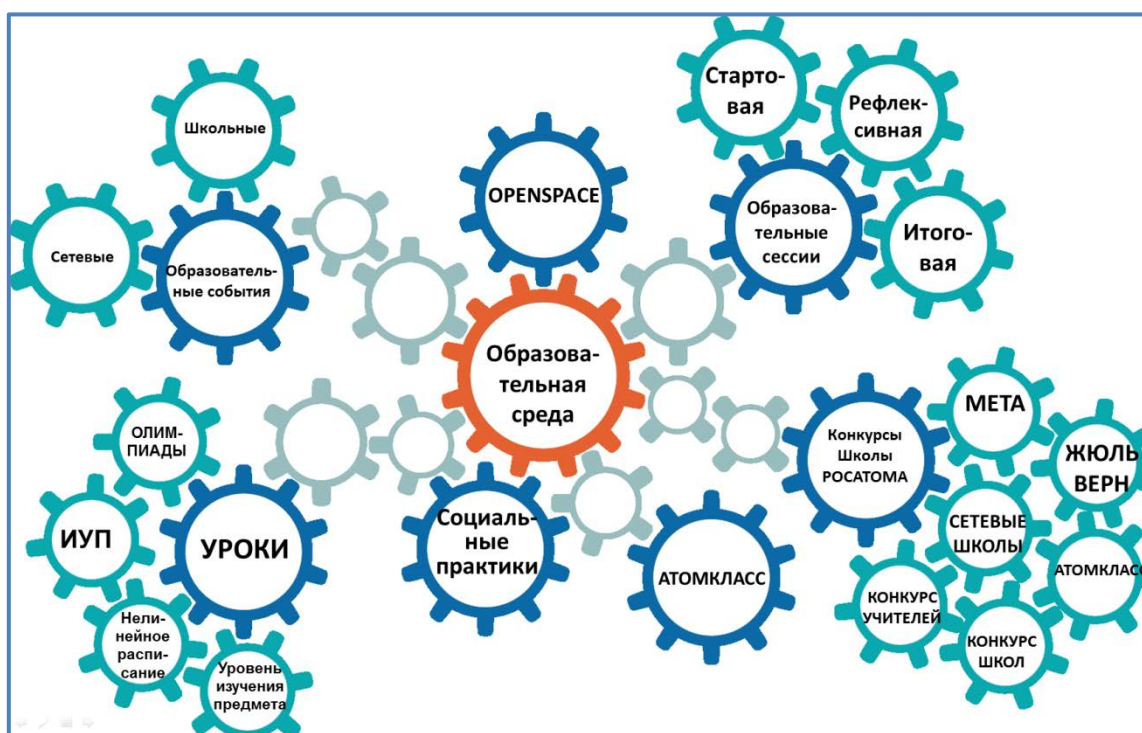 Школьные
Сетевые
Образователь-
ные события
OPENSPACE
Старто-
вая
Рефлек-
сивная
Образова-
тельные
сессии
Итого-
вая
Образова-
тельная
среда
ОЛИМ-
ПИАДЫ
ИУП
УРОКИ
Нели-
нейное
распи-
сание
Уровень
изучения
предмета
Социаль-
ные
практики
АТОМКЛАСС
Конкурсы
Школы
РОСАТОМА
МЕТА
ЖЮЛЬ
ВЕРН
СЕТЕВЫЕ
ШКОЛЫ
АТОМКЛАСС
КОНКУРС
УЧИТЕЛЕЙ
КОНКУРС
ШКОЛ